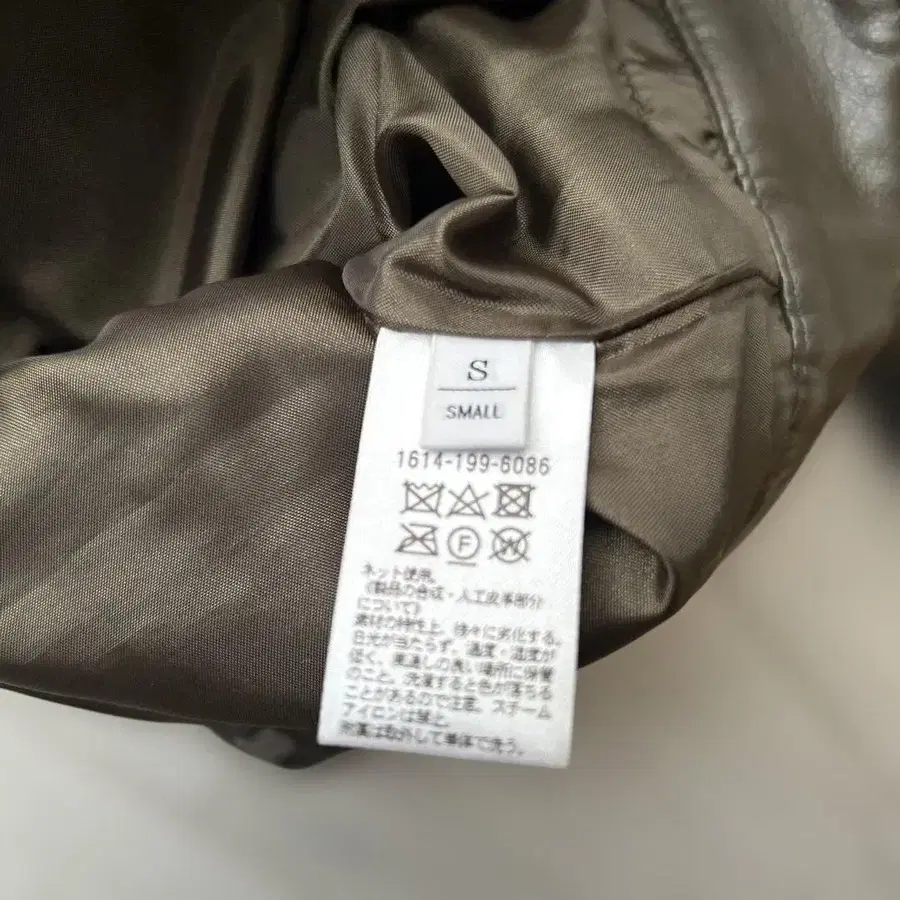 S
SMALL
1614-199-6086
F
W
ネット使用。
(製品の合成・人工皮革部分
について)
素材の特性上、徐々に劣化する。
日光が当たらず、温度・湿度が
低く、風通しの良い場所に保管
のこと。洗濯すると色が落ちる
ことがあるので注意。スチーム
アイロンは禁止。
附属は取外して単体で洗う。